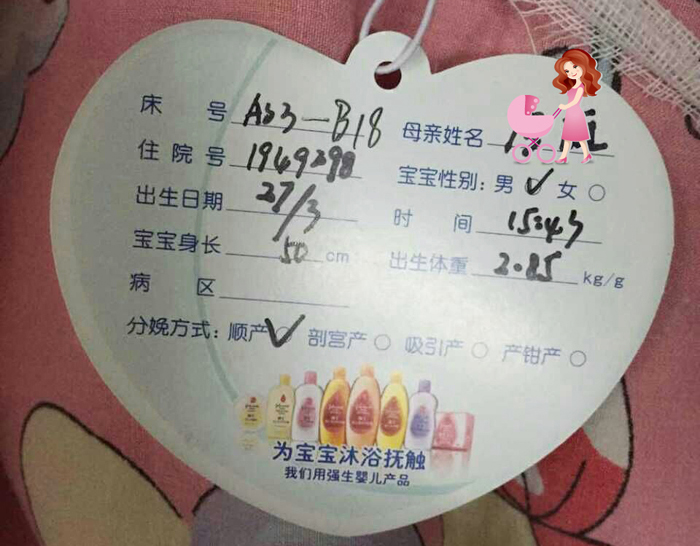 床 号 A53-B18
母亲姓名
住院号 1949298
宝宝性别：男 ✓ 女 ○
出生日期 27/3
时 间 15:43
宝宝身长 50 cm
出生体重 2.85 kg/g
病 区
分娩方式：顺产 ✓ 剖宫产 ○ 吸引产 ○ 产钳产 ○
为宝宝沐浴抚触
我们用强生婴儿产品